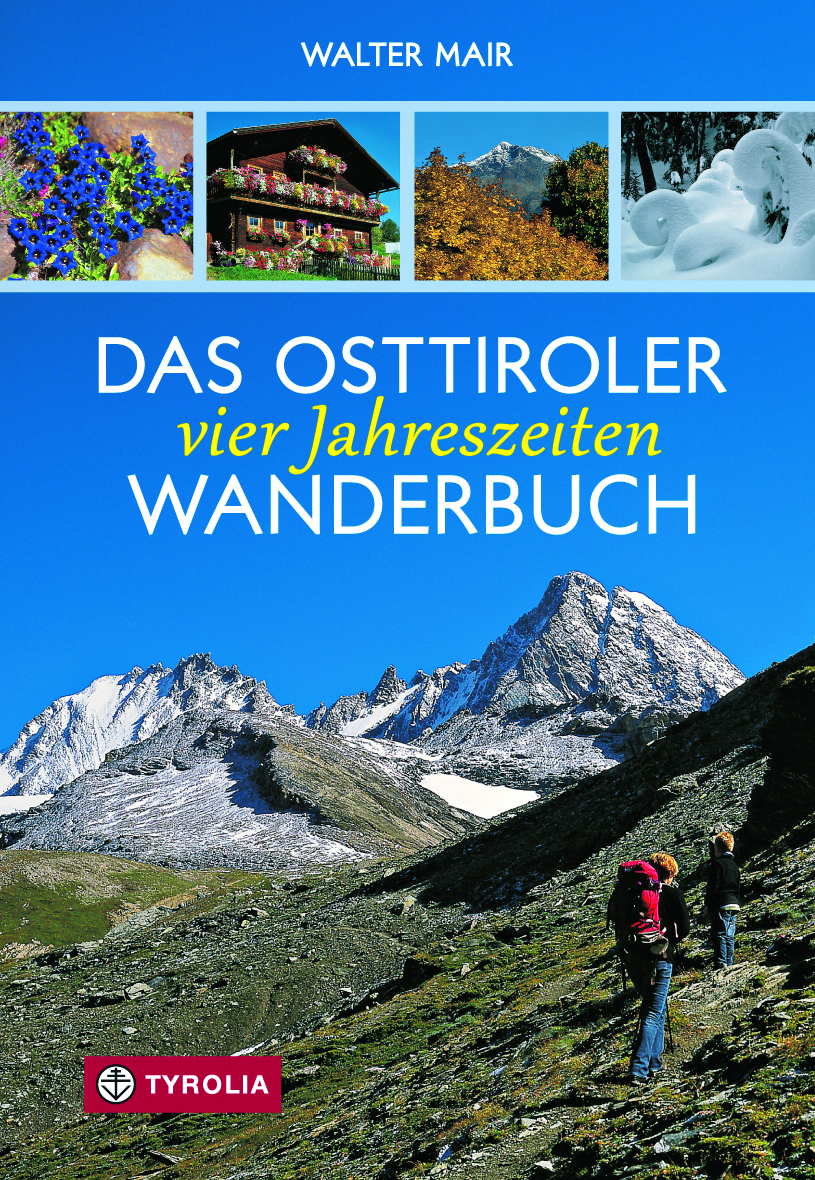 WALTER MAIR
DAS OSTTIROLER
vier Jahreszeiten
WANDERBUCH
TYROLIA